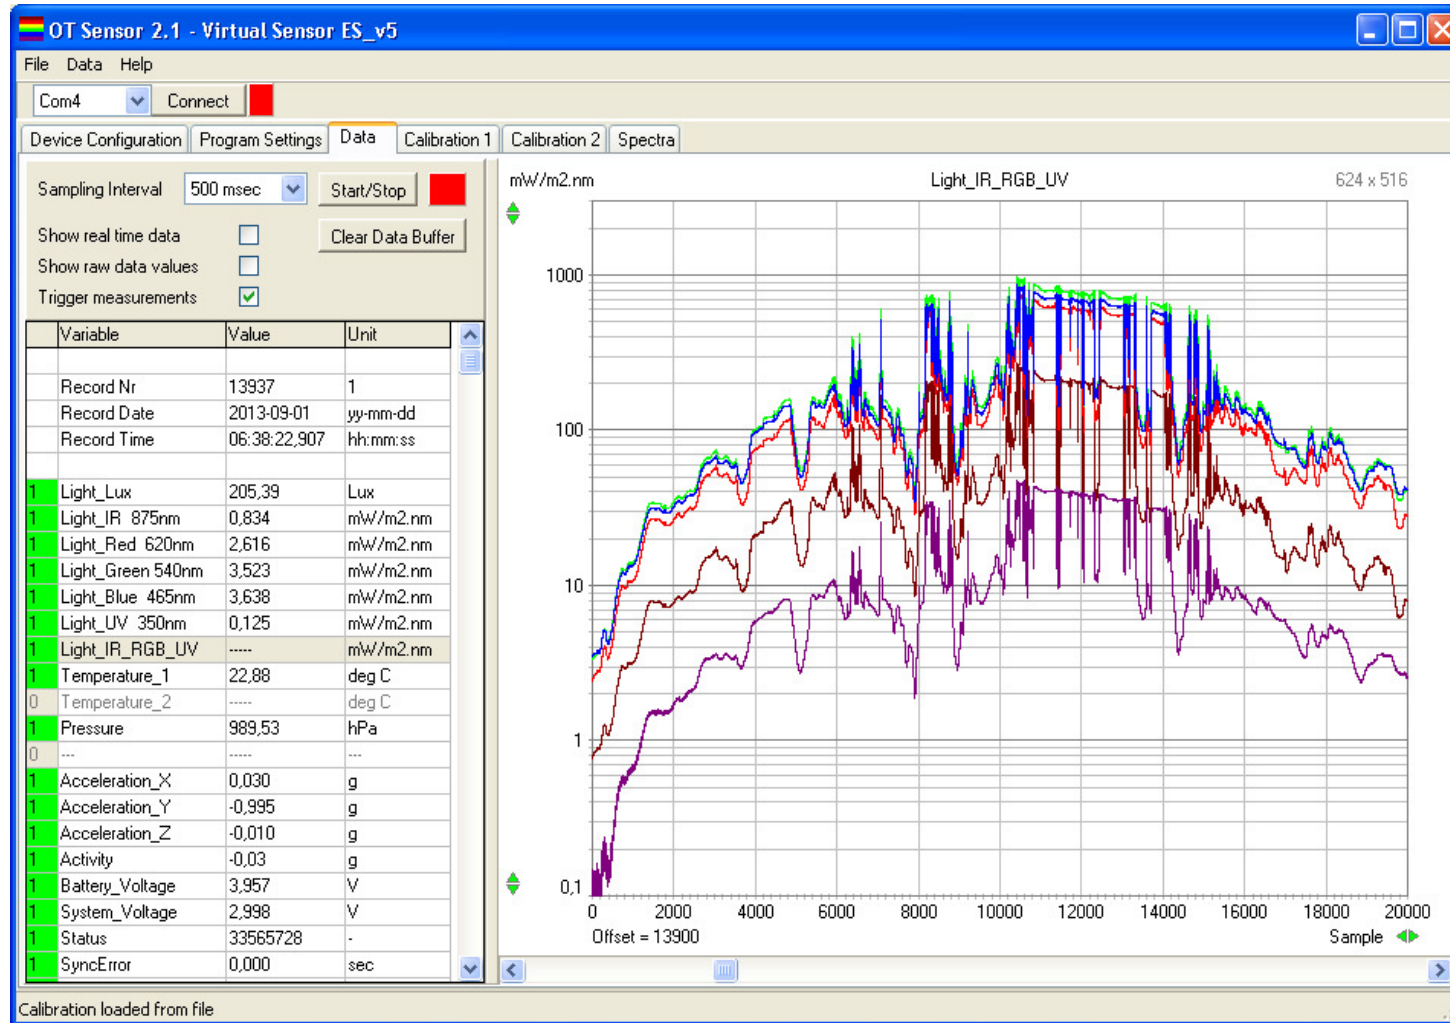 OT Sensor 2.1 - Virtual Sensor ES_v5
File Data Help
Com4 Connect
Device Configuration Program Settings Data Calibration 1 Calibration 2 Spectra
Sampling Interval 500 msec Start/Stop
Show real time data Clear Data Buffer
Show raw data values
Trigger measurements
Variable Value Unit
Record Nr 13937 1
Record Date 2013-09-01 yy-mm-dd
Record Time 06:38:22,907 hh:mm:ss
1 Light_Lux 205,39 Lux
1 Light_IR 875nm 0,834 mW/m2.nm
1 Light_Red 620nm 2,616 mW/m2.nm
1 Light_Green 540nm 3,523 mW/m2.nm
1 Light_Blue 465nm 3,638 mW/m2.nm
1 Light_UV 350nm 0,125 mW/m2.nm
1 Light_IR_RGB_UV ----- mW/m2.nm
1 Temperature_1 22,88 deg C
0 Temperature_2 ----- deg C
1 Pressure 989,53 hPa
0 --- ----- ---
1 Acceleration_X 0,030 g
1 Acceleration_Y -0,995 g
1 Acceleration_Z -0,010 g
1 Activity -0,03 g
1 Battery_Voltage 3,957 V
1 System_Voltage 2,998 V
1 Status 33565728 -
1 SyncError 0,000 sec
mW/m2.nm Light_IR_RGB_UV 624 x 516
1000
100
10
1
0,1
0 2000 4000 6000 8000 10000 12000 14000 16000 18000 20000
Offset = 13900 Sample
Calibration loaded from file